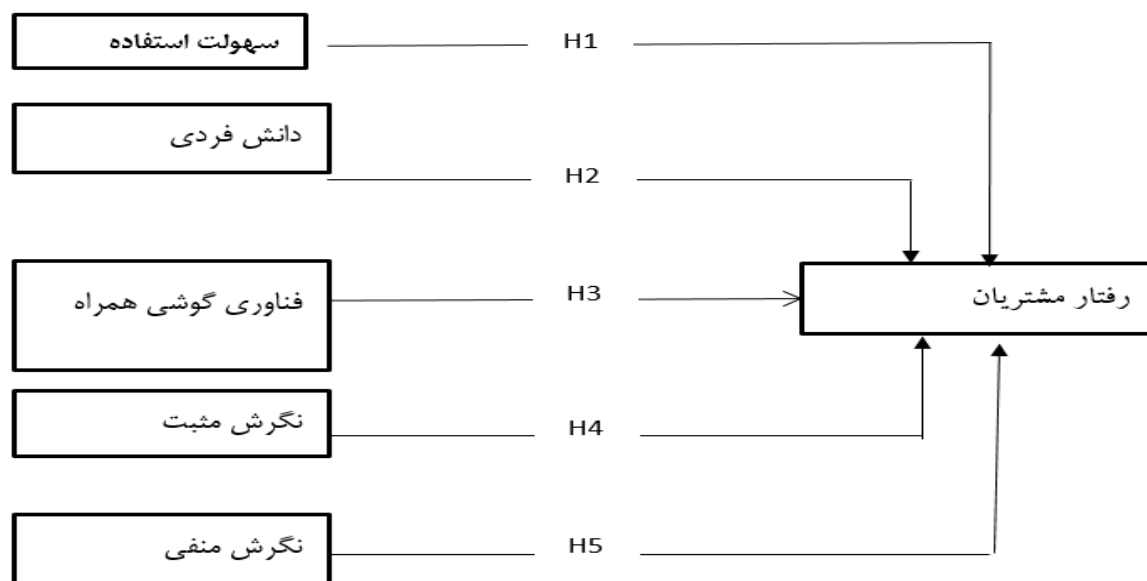 سهولت استفاده
H1
دانش فردی
H2
فناوری گوشی همراه
H3
رفتار مشتریان
نگرش مثبت
H4
نگرش منفی
H5